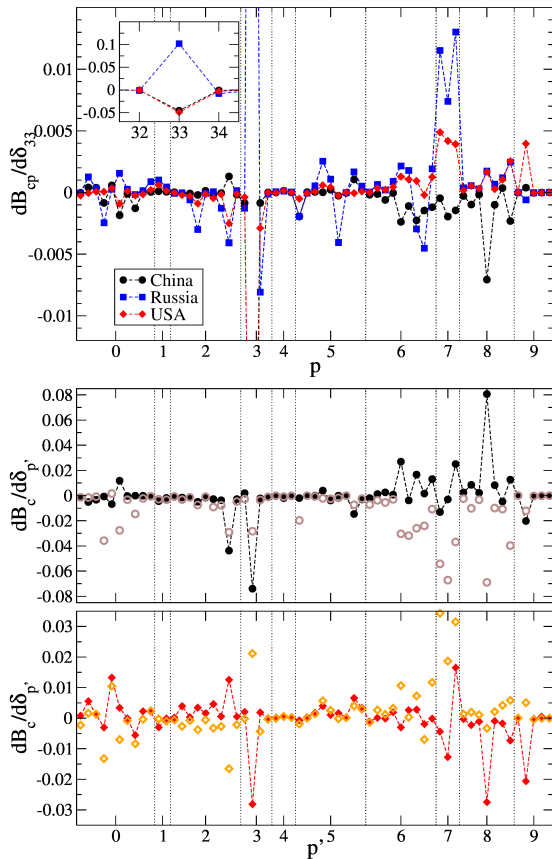 0.1
0.05
0
-0.05
32 33 34
0.01
0.005
0
-0.005
-0.01
dB_cp/dδ_33
China
Russia
USA
0 1 2 3 4 5 6 7 8 9
p
0.08
0.06
0.04
0.02
0
-0.02
-0.04
-0.06
-0.08
dB_c/dδ_p'
0.03
0.02
0.01
0
-0.01
-0.02
-0.03
dB_c/dδ_p'
0 1 2 3 4 5 6 7 8 9
p'